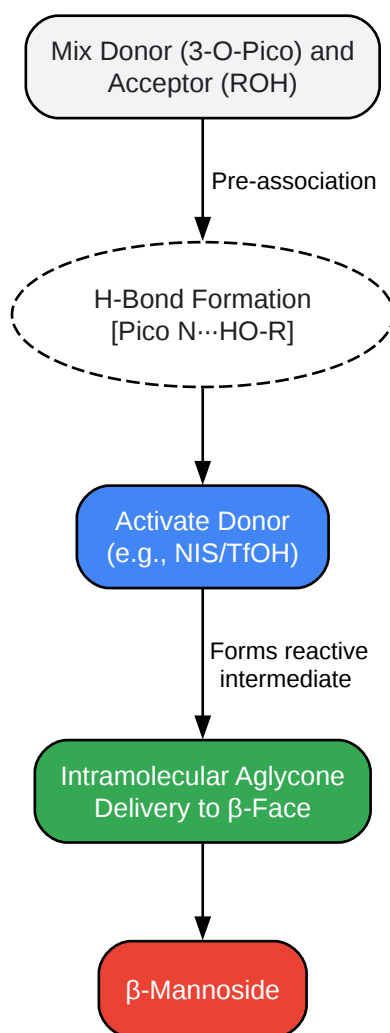 Mix Donor (3-O-Pico) and
Acceptor (ROH)
Pre-association
H-Bond Formation
[Pico N···HO-R]
Activate Donor
(e.g., NIS/TfOH)
Forms reactive
intermediate
Intramolecular Aglycone
Delivery to β-Face
β-Mannoside